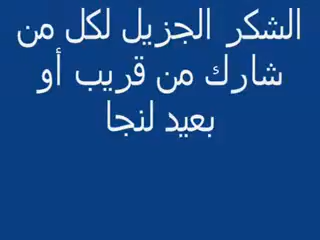 الشكر الجزيل لكل من
شارك من قريب أو
بعيد لنجا